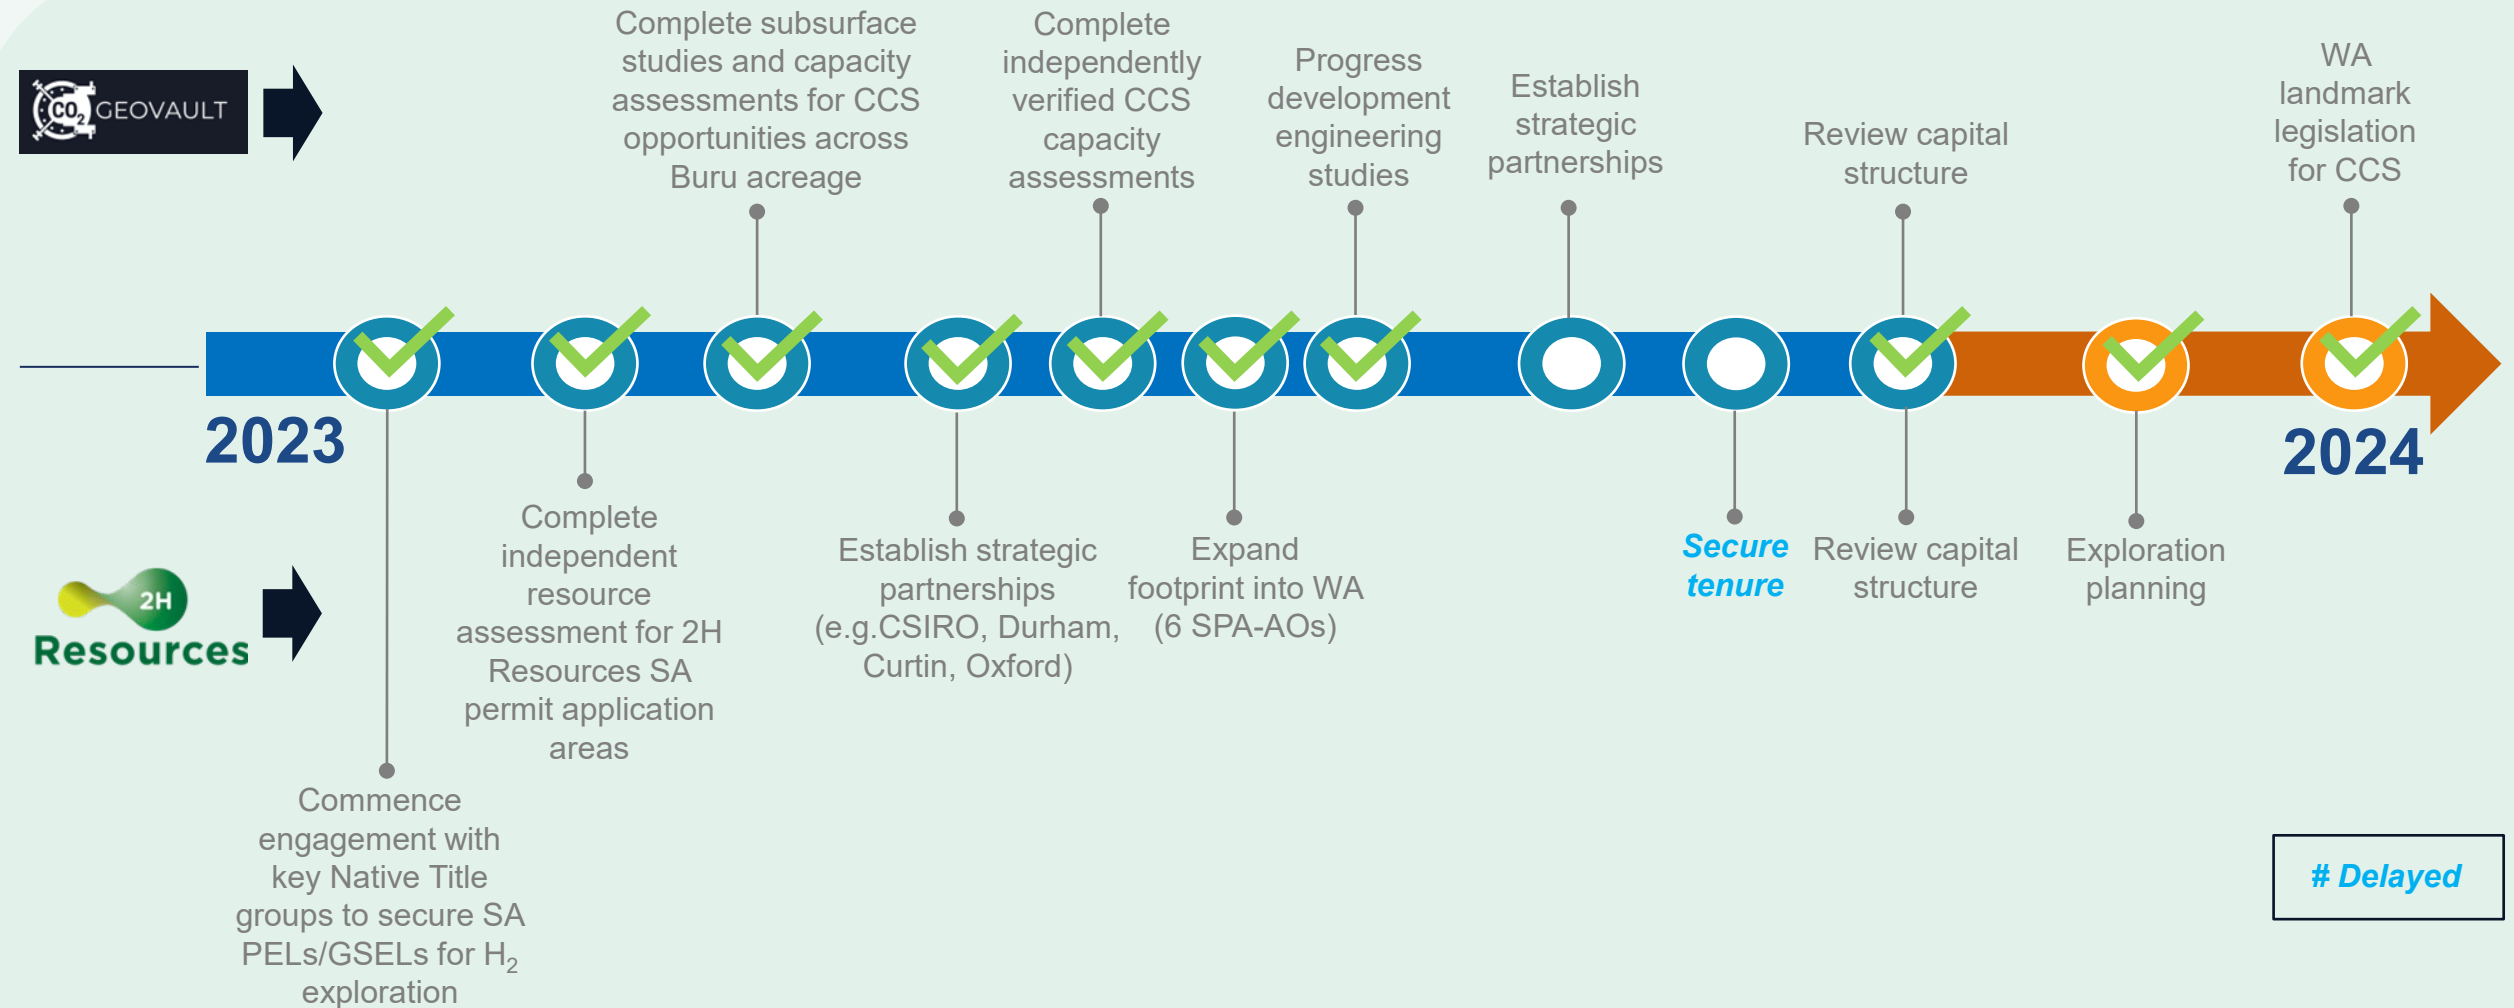 CO2 GEOVAULT
Complete subsurface
studies and capacity
assessments for CCS
opportunities across
Buru acreage
Complete
independently
verified CCS
capacity
assessments
Progress
development
engineering
studies
Establish
strategic
partnerships
Review capital
structure
WA
landmark
legislation
for CCS
2023
2024
2H
Resources
Commence
engagement with
key Native Title
groups to secure SA
PELs/GSELs for H2
exploration
Complete
independent
resource
assessment for 2H
Resources SA
permit application
areas
Establish strategic
partnerships
(e.g.CSIRO, Durham,
Curtin, Oxford)
Expand
footprint into WA
(6 SPA-AOs)
Secure
tenure
Review capital
structure
Exploration
planning
# Delayed